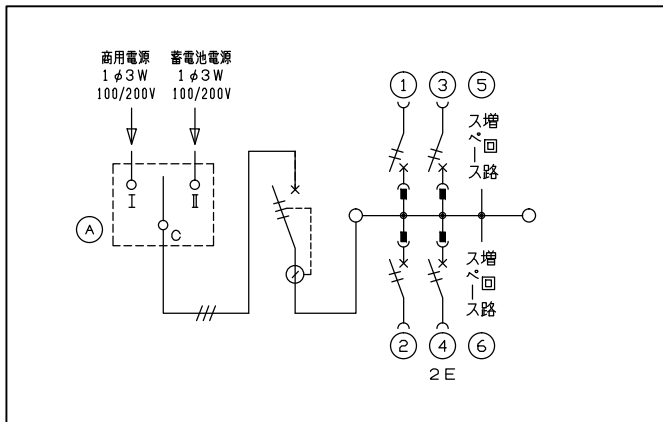 商用電源
1φ3W
100/200V
蓄電池電源
1φ3W
100/200V
A
I
II
C
1
3
5
増回路
スペース
増回路
スペース
2
4
6
2E